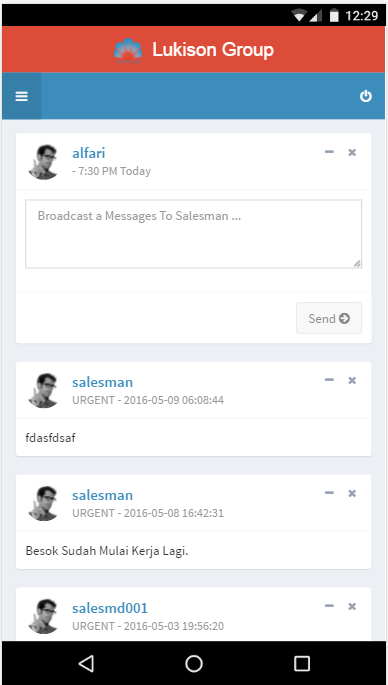 12:29
Lukison Group
alfari
- 7:30 PM Today
Broadcast a Messages To Salesman ...
Send
salesman
URGENT - 2016-05-09 06:08:44
fdasfdsaf
salesman
URGENT - 2016-05-08 16:42:31
Besok Sudah Mulai Kerja Lagi.
salesmd001
URGENT - 2016-05-03 19:56:20